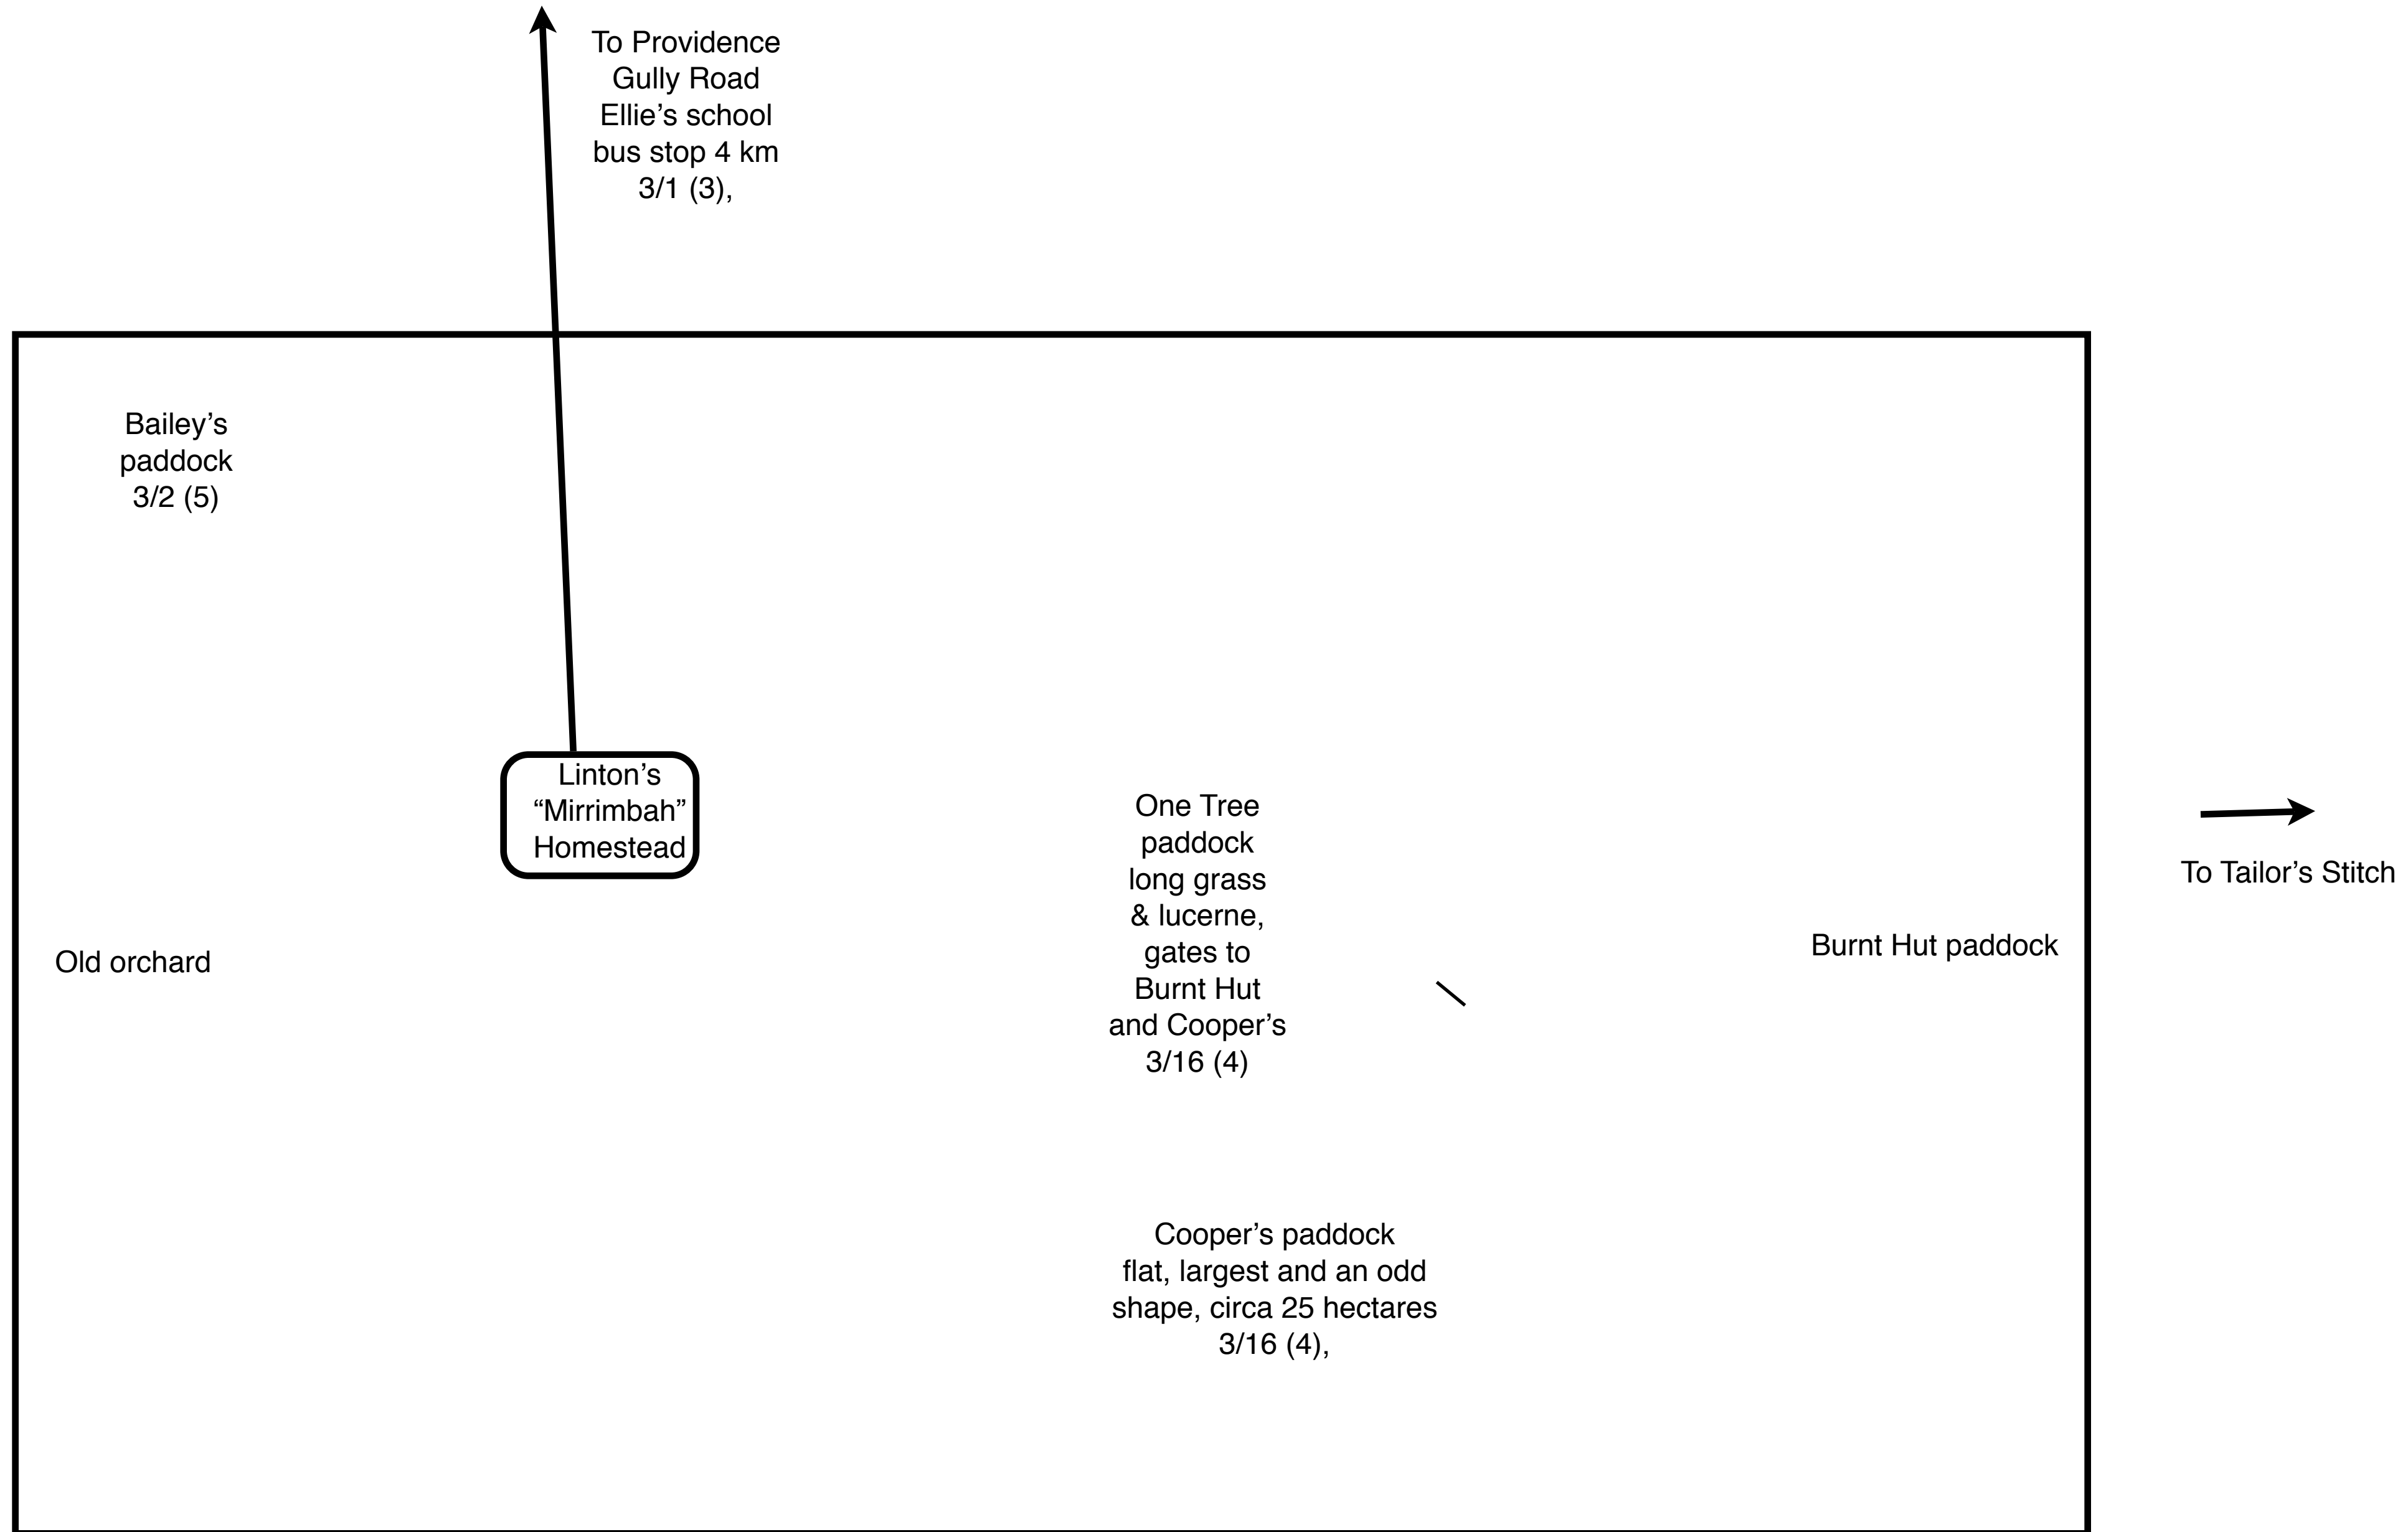 To Providence
Gully Road
Ellie’s school
bus stop 4 km
3/1 (3),
Bailey’s
paddock
3/2 (5)
Linton’s
“Mirrimbah”
Homestead
Old orchard
One Tree
paddock
long grass
& lucerne,
gates to
Burnt Hut
and Cooper’s
3/16 (4)
Burnt Hut paddock
To Tailor’s Stitch
Cooper’s paddock
flat, largest and an odd
shape, circa 25 hectares
3/16 (4),